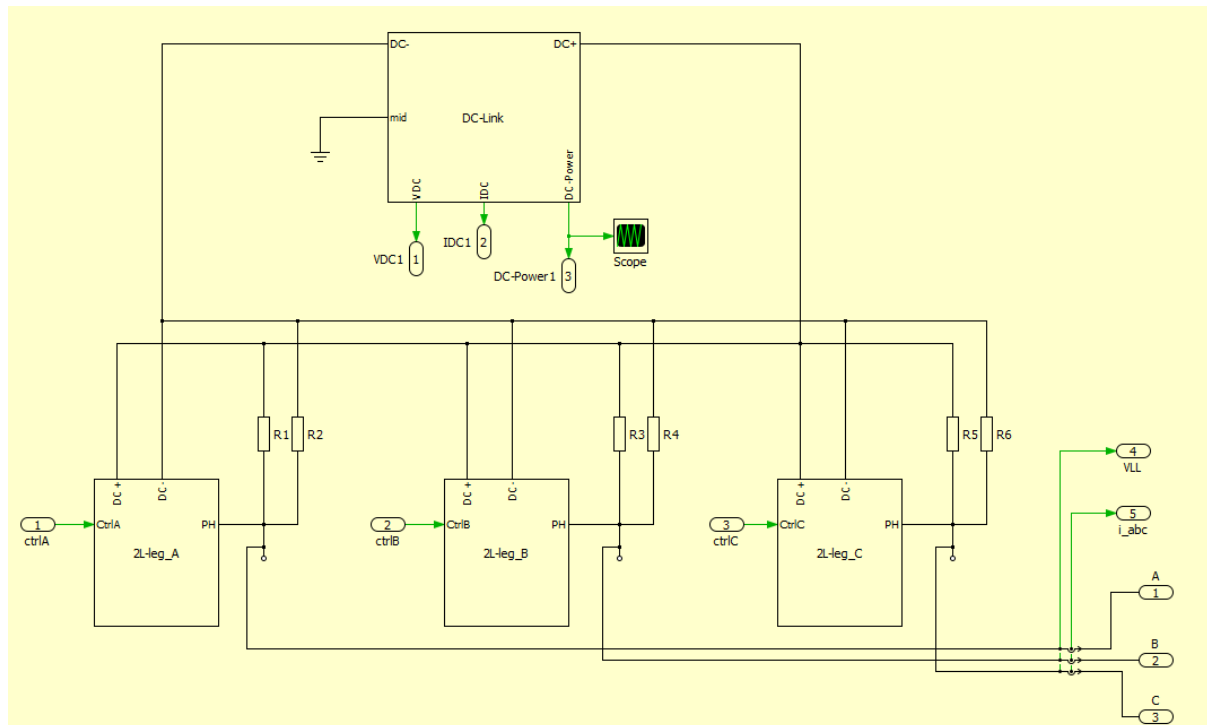 DC-
DC+
mid
DC-Link
VDC
IDC
DC-Power
VDC1
1
IDC1
2
DC-Power1
3
Scope
R1
R2
R3
R4
R5
R6
DC+
DC-
1
ctrlA
CtrlA
PH
2L-leg_A
DC+
DC-
2
ctrlB
CtrlB
PH
2L-leg_B
DC+
DC-
3
ctrlC
CtrlC
PH
2L-leg_C
4
VLL
5
i_abc
A
1
B
2
C
3